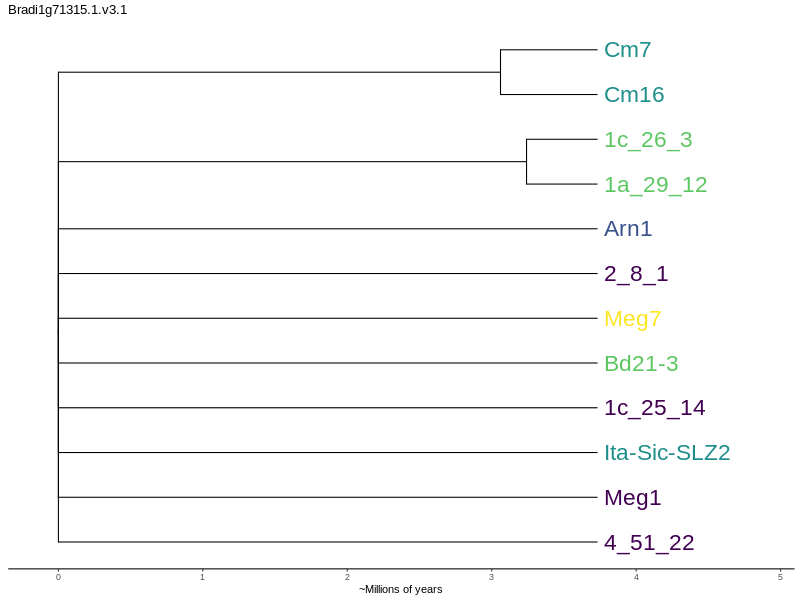 Bradi1g71315.1.v3.1
Cm7
Cm16
1c_26_3
1a_29_12
Arn1
2_8_1
Meg7
Bd21-3
1c_25_14
Ita-Sic-SLZ2
Meg1
4_51_22
0 1 2 3 4 5
~Millions of years